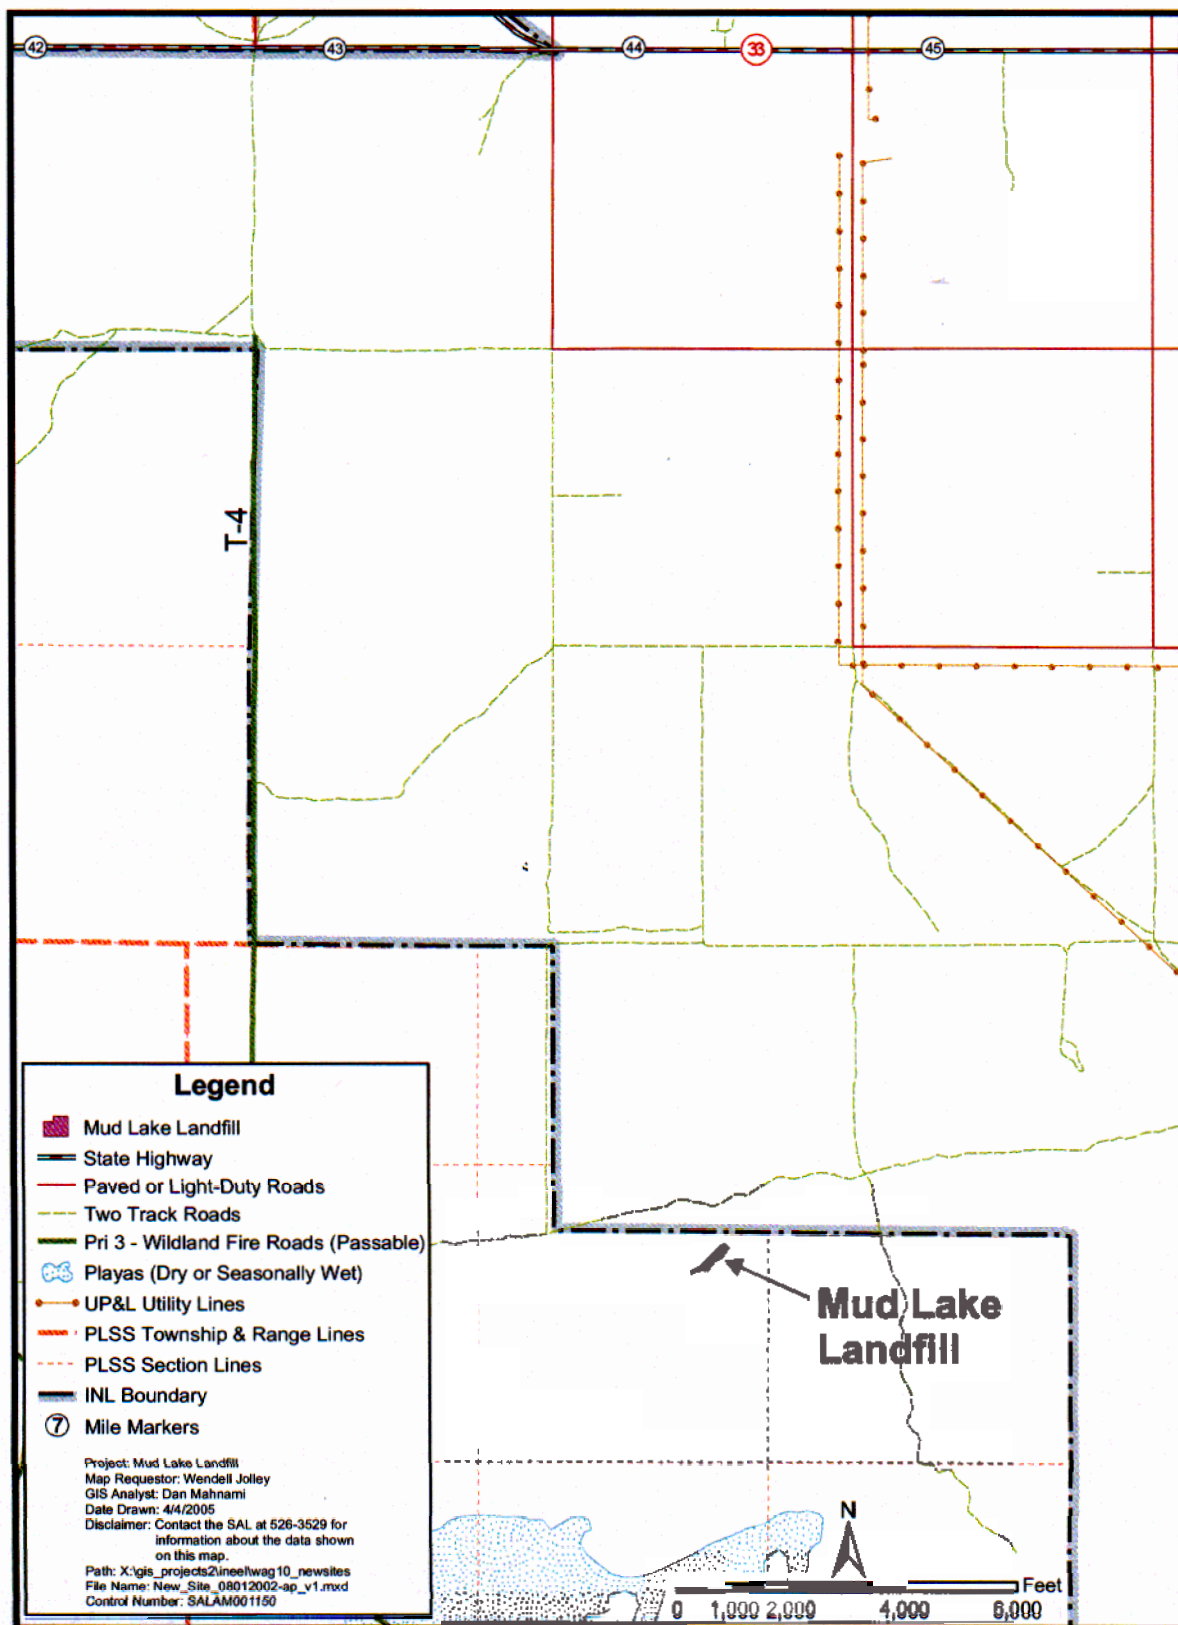 42
43
44
33
45
T-4
Legend
Mud Lake Landfill
State Highway
Paved or Light-Duty Roads
Two Track Roads
Pri 3 - Wildland Fire Roads (Passable)
Playas (Dry or Seasonally Wet)
UP&L Utility Lines
PLSS Township & Range Lines
PLSS Section Lines
INL Boundary
7 Mile Markers
Project: Mud Lake Landfill
Map Requestor: Wendell Jolley
GIS Analyst: Dan Mahnami
Date Drawn: 4/4/2005
Disclaimer: Contact the SAL at 526-3529 for
information about the data shown
on this map.
Path: X:\gis_projects2\ineel\wag10_newsites
File Name: New_Site_08012002-ap_v1.mxd
Control Number: SALAM001150
Mud Lake
Landfill
N
Feet
0 1,000 2,000 4,000 6,000